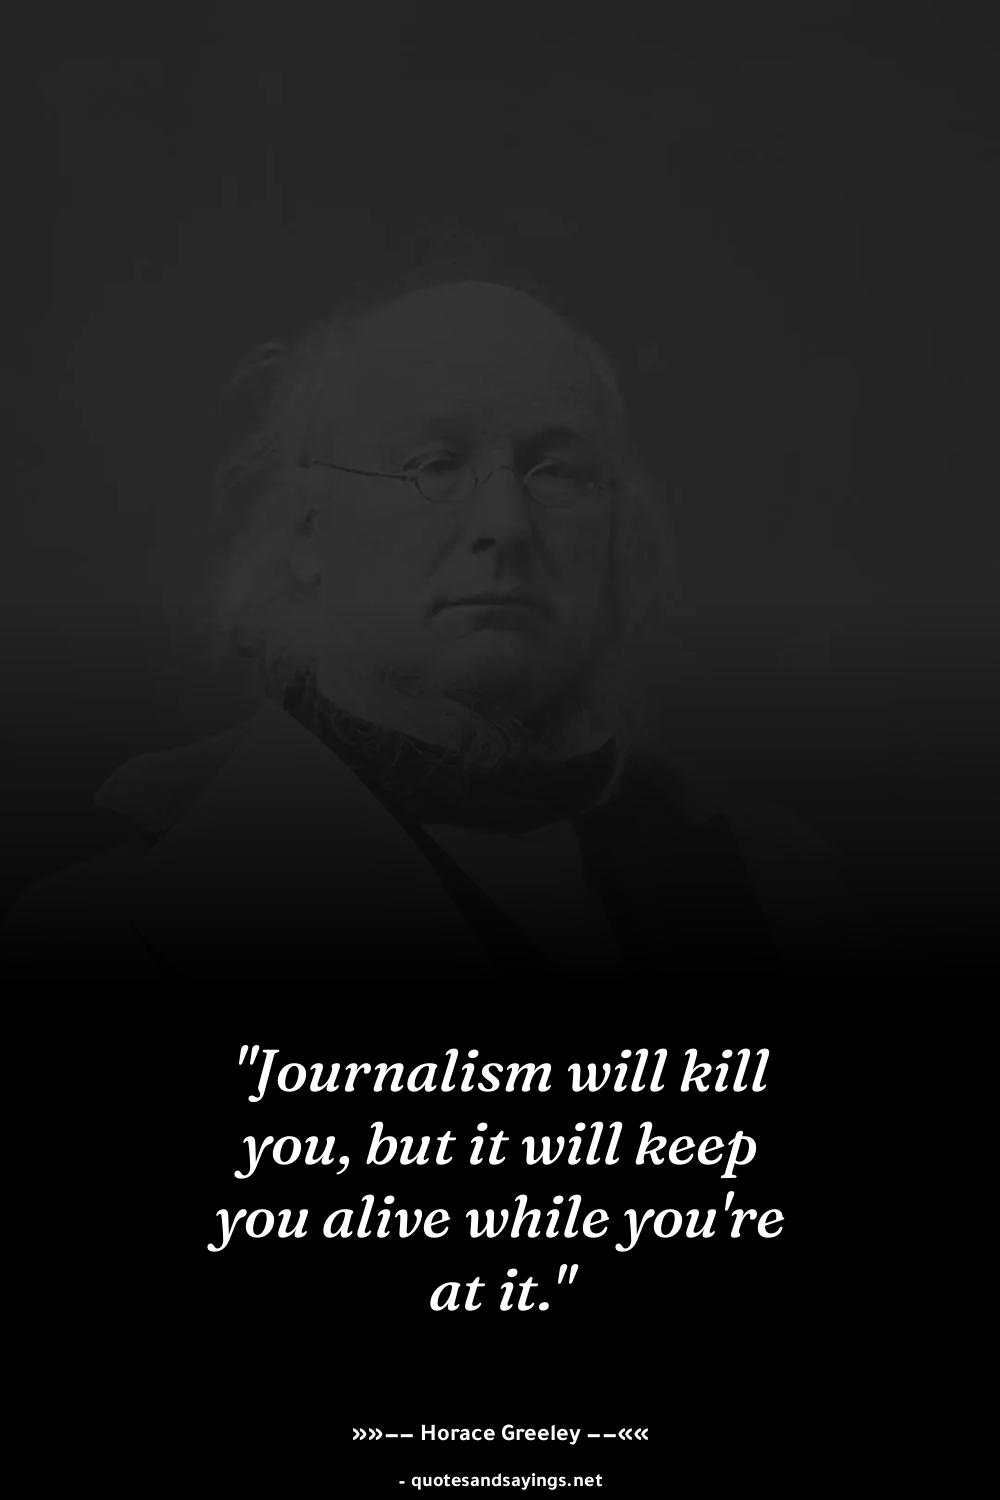 "Journalism will kill
you, but it will keep
you alive while you're
at it."
»»–– Horace Greeley ––««
- quotesandsayings.net